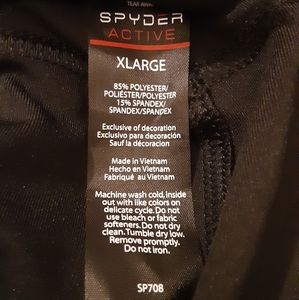 TEAR AWAY
SPYDER
ACTIVE
XLARGE
85% POLYESTER/
POLIÉSTER/POLYESTER
15% SPANDEX/
SPANDEX/SPANDEX
Exclusive of decoration
Exclusivo para decoración
Sauf la décoration
Made in Vietnam
Hecho en Vietnam
Fabriqué au Vietnam
Machine wash cold, inside
out with like colors on
delicate cycle. Do not
use bleach or fabric
softeners. Do not dry
clean. Tumble dry low.
Remove promptly.
Do not iron.
SP708